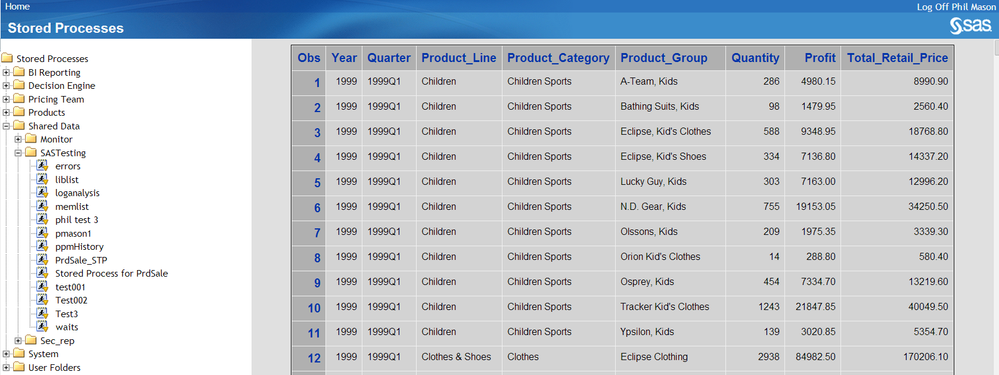 Home
Log Off Phil Mason
Stored Processes
sas
Stored Processes
BI Reporting
Decision Engine
Pricing Team
Products
Shared Data
Monitor
SASTesting
errors
liblist
loganalysis
memlist
phil test 3
pmason1
ppmHistory
PrdSale_STP
Stored Process for PrdSale
test001
Test002
Test3
waits
Sec_rep
System
User Folders
Obs Year Quarter Product_Line Product_Category Product_Group Quantity Profit Total_Retail_Price
1 1999 1999Q1 Children Children Sports A-Team, Kids 286 4980.15 8990.90
2 1999 1999Q1 Children Children Sports Bathing Suits, Kids 98 1479.95 2560.40
3 1999 1999Q1 Children Children Sports Eclipse, Kid's Clothes 588 9348.95 18768.80
4 1999 1999Q1 Children Children Sports Eclipse, Kid's Shoes 334 7136.80 14337.20
5 1999 1999Q1 Children Children Sports Lucky Guy, Kids 303 7163.00 12996.20
6 1999 1999Q1 Children Children Sports N.D. Gear, Kids 755 19153.05 34250.50
7 1999 1999Q1 Children Children Sports Olssons, Kids 209 1975.35 3339.30
8 1999 1999Q1 Children Children Sports Orion Kid's Clothes 14 288.80 580.40
9 1999 1999Q1 Children Children Sports Osprey, Kids 454 7334.70 13219.60
10 1999 1999Q1 Children Children Sports Tracker Kid's Clothes 1243 21847.85 40049.50
11 1999 1999Q1 Children Children Sports Ypsilon, Kids 139 3020.85 5354.70
12 1999 1999Q1 Clothes & Shoes Clothes Eclipse Clothing 2938 84982.50 170206.10